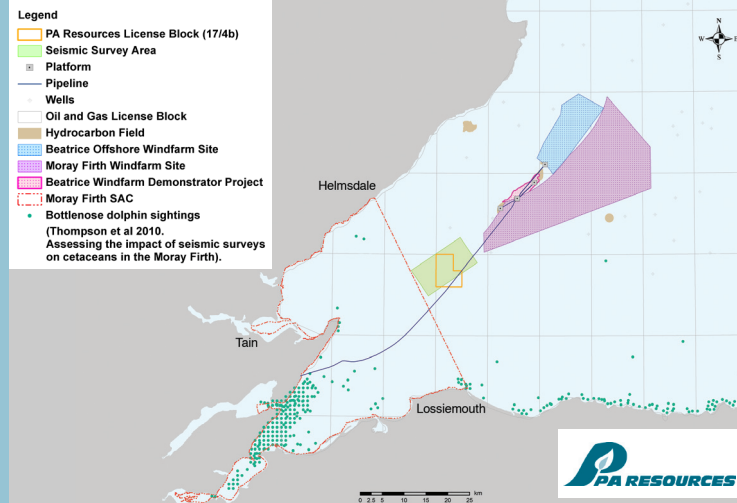 Legend
PA Resources License Block (17/4b)
Seismic Survey Area
Platform
Pipeline
Wells
Oil and Gas License Block
Hydrocarbon Field
Beatrice Offshore Windfarm Site
Moray Firth Windfarm Site
Beatrice Windfarm Demonstrator Project
Moray Firth SAC
Bottlenose dolphin sightings
(Thompson et al 2010.
Assessing the impact of seismic surveys
on cetaceans in the Moray Firth).
N
W E
S
Helmsdale
Tain
Lossiemouth
km
0 2.5 5 10 15 20 25
PA RESOURCES